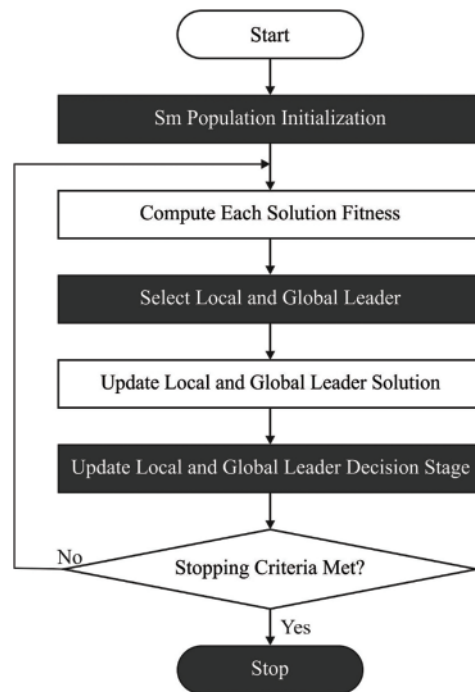 Start
Sm Population Initialization
Compute Each Solution Fitness
Select Local and Global Leader
Update Local and Global Leader Solution
Update Local and Global Leader Decision Stage
Stopping Criteria Met?
No
Yes
Stop